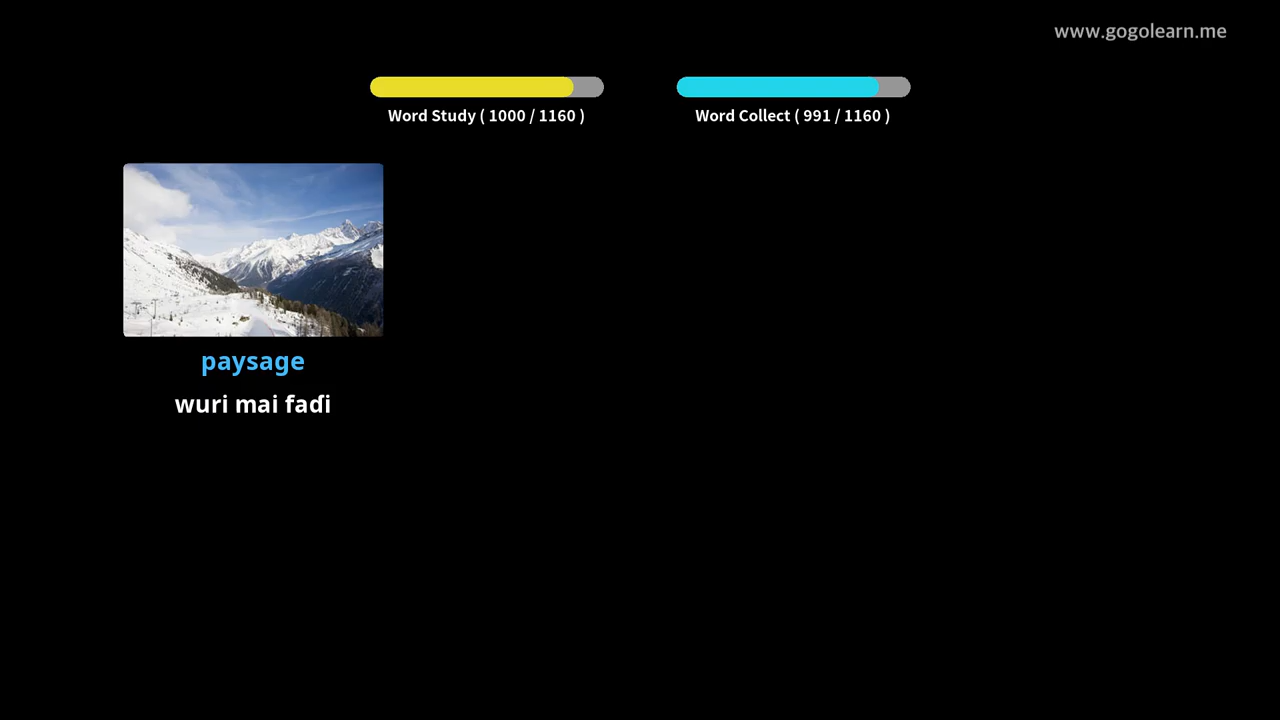 www.gogolearn.me
Word Study ( 1000 / 1160 )
Word Collect ( 991 / 1160 )
paysage
wuri mai faɗi